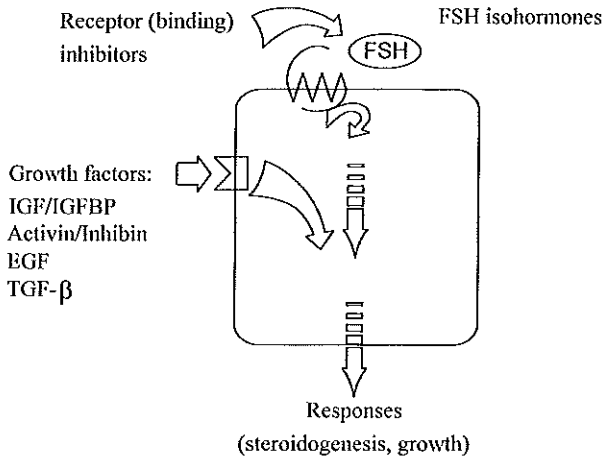 Receptor (binding)
inhibitors
FSH
FSH isohormones
Growth factors:
IGF/IGFBP
Activin/Inhibin
EGF
TGF-β
Responses
(steroidogenesis, growth)